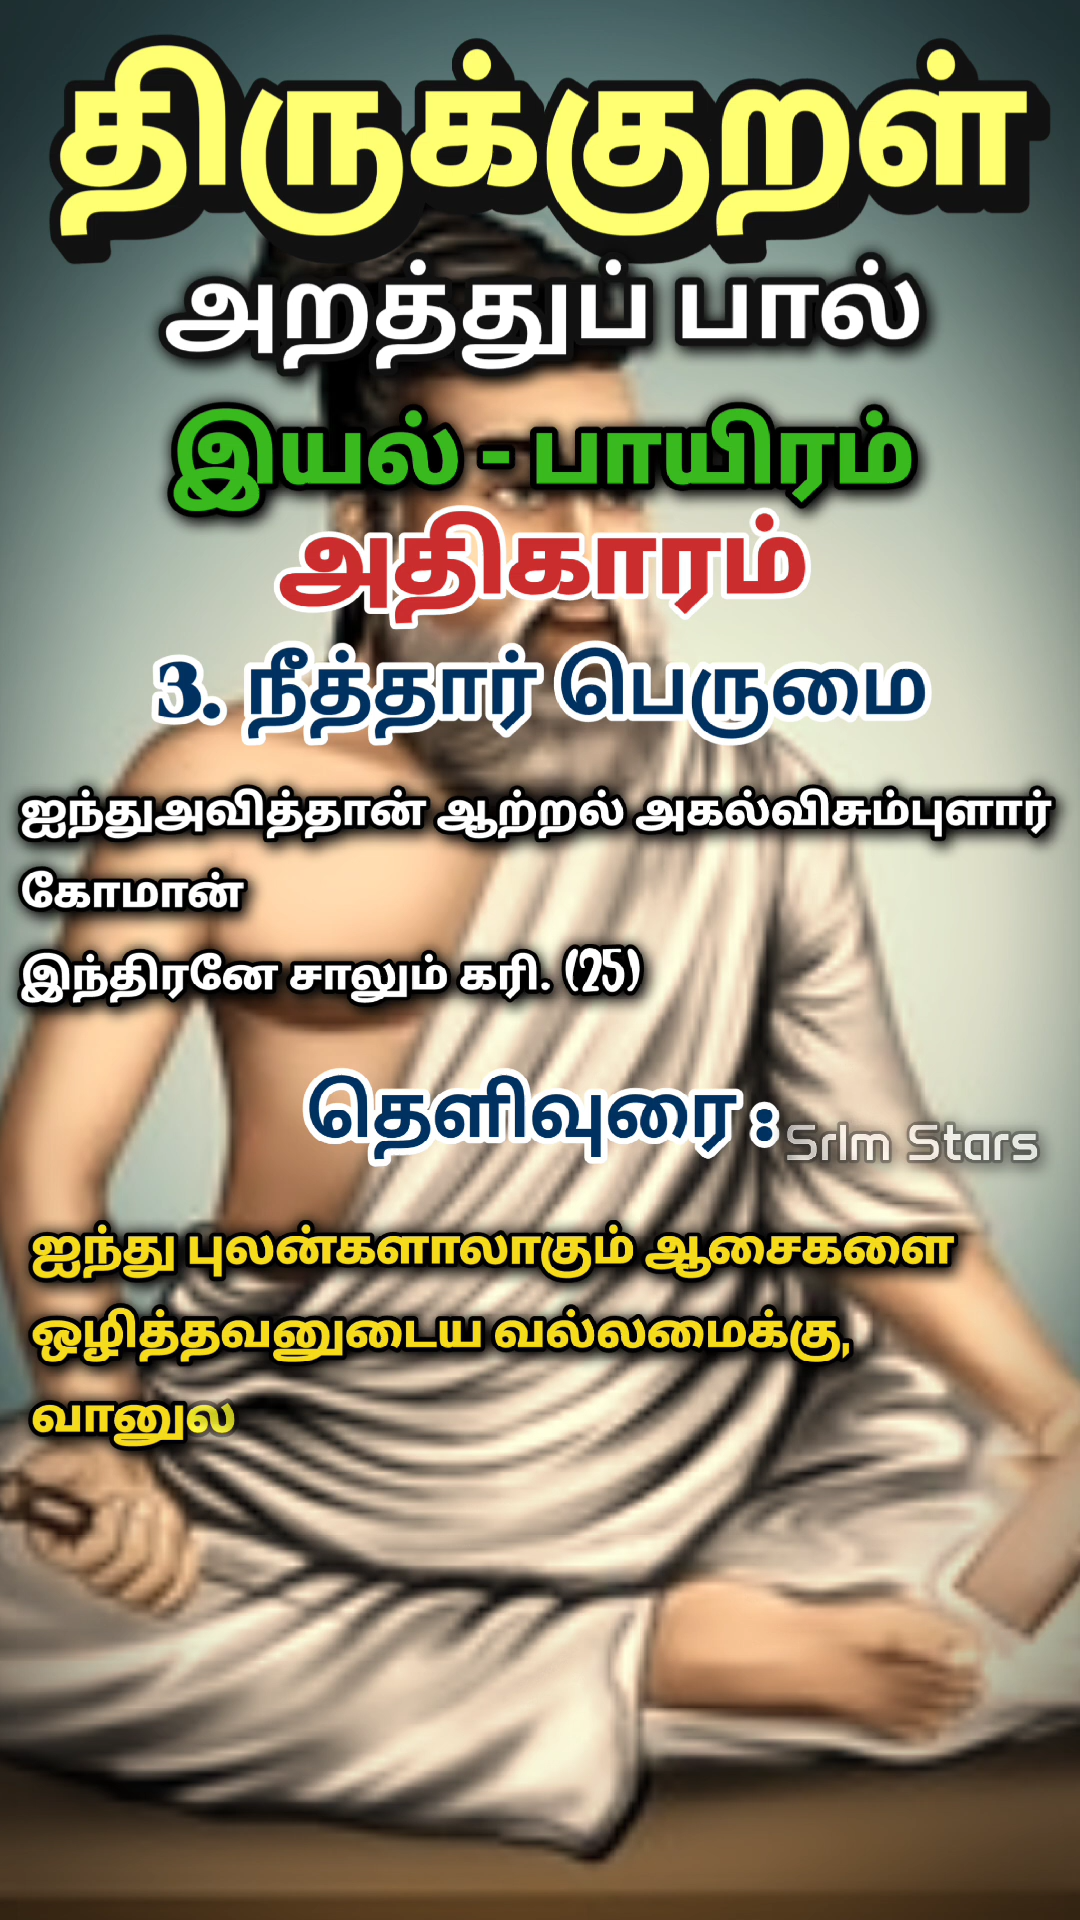 திருக்குறள்
அறத்துப் பால்
இயல் - பாயிரம்
அதிகாரம்
3. நீத்தார் பெருமை
ஐந்துஅவித்தான் ஆற்றல் அகல்விசும்புளார்
கோமான்
இந்திரனே சாலும் கரி. (25)
தெளிவுரை :
Srlm Stars
ஐந்து புலன்களாலாகும் ஆசைகளை
ஒழித்தவனுடைய வல்லமைக்கு,
வானுல